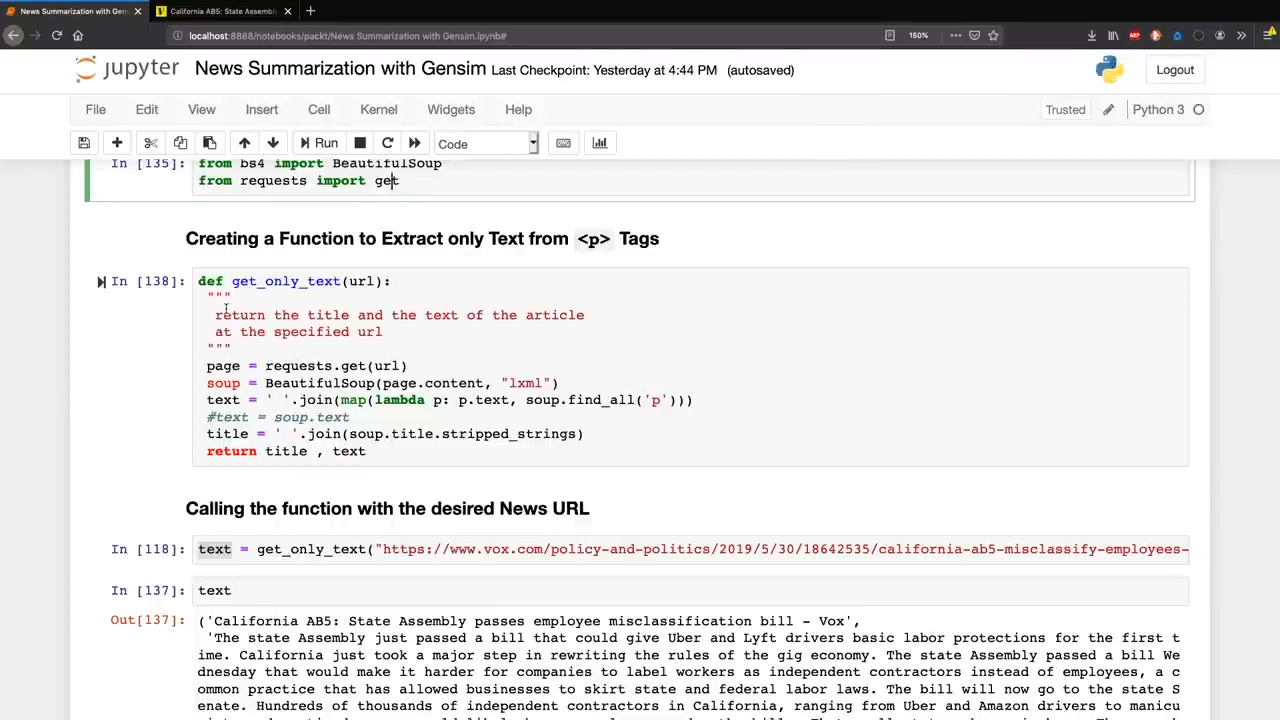 News Summarization with Gen
California AB5: State Assembly
localhost:8888/notebooks/packt/News Summarization with Gensim.ipynb#
150%
ABP
jupyter
News Summarization with Gensim Last Checkpoint: Yesterday at 4:44 PM (autosaved)
Logout
File Edit View Insert Cell Kernel Widgets Help
Trusted
Python 3
Run
Code
In [135]: from bs4 import BeautifulSoup
from requests import get
Creating a Function to Extract only Text from <p> Tags
In [138]: def get_only_text(url):
"""
return the title and the text of the article
at the specified url
"""
page = requests.get(url)
soup = BeautifulSoup(page.content, "lxml")
text = ' '.join(map(lambda p: p.text, soup.find_all('p')))
#text = soup.text
title = ' '.join(soup.title.stripped_strings)
return title , text
Calling the function with the desired News URL
In [118]: text = get_only_text("https://www.vox.com/policy-and-politics/2019/5/30/18642535/california-ab5-misclassify-employees-
In [137]: text
Out[137]: ('California AB5: State Assembly passes employee misclassification bill - Vox',
'The state Assembly just passed a bill that could give Uber and Lyft drivers basic labor protections for the first t
ime. California just took a major step in rewriting the rules of the gig economy. The state Assembly passed a bill We
dnesday that would make it harder for companies to label workers as independent contractors instead of employees, a c
ommon practice that has allowed businesses to skirt state and federal labor laws. The bill will now go to the state S
enate. Hundreds of thousands of independent contractors in California, ranging from Uber and Amazon drivers to manicu